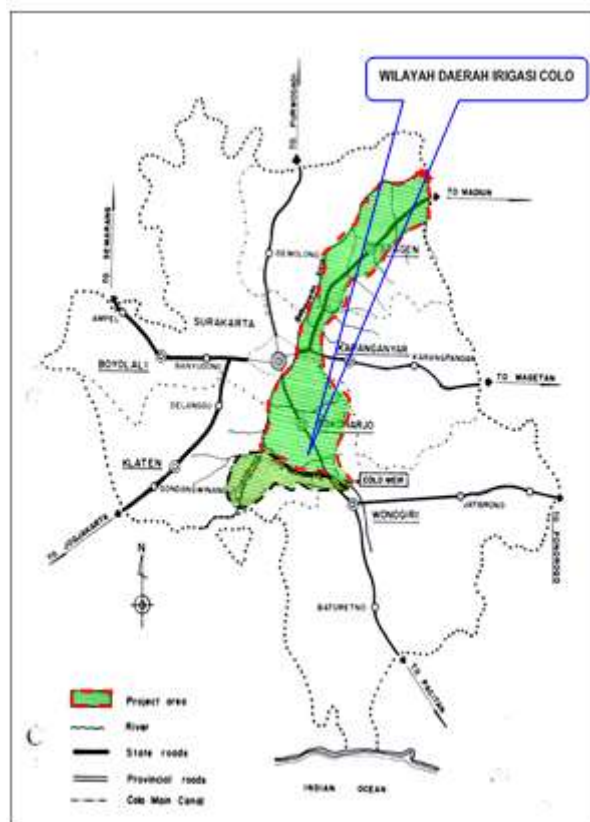 WILAYAH DAERAH IRIGASI COLO
TO PURWODADI
TO MADIUN
TO SEMARANG
GEMOLONG
SURAKARTA
AMPEL
BOYOLALI
BANYUDONO
KARANGANYAR
KARANGPANDAN
TO MAGETAN
DELANGGU
KLATEN
COLO WEIR
WONOGIRI
JATISRONO
TO JOGJAKARTA
TO PONOROGO
N
BATURETNO
TO PACITAN
Project area
River
State roads
Provincial roads
Colo Main Canal
INDIAN OCEAN